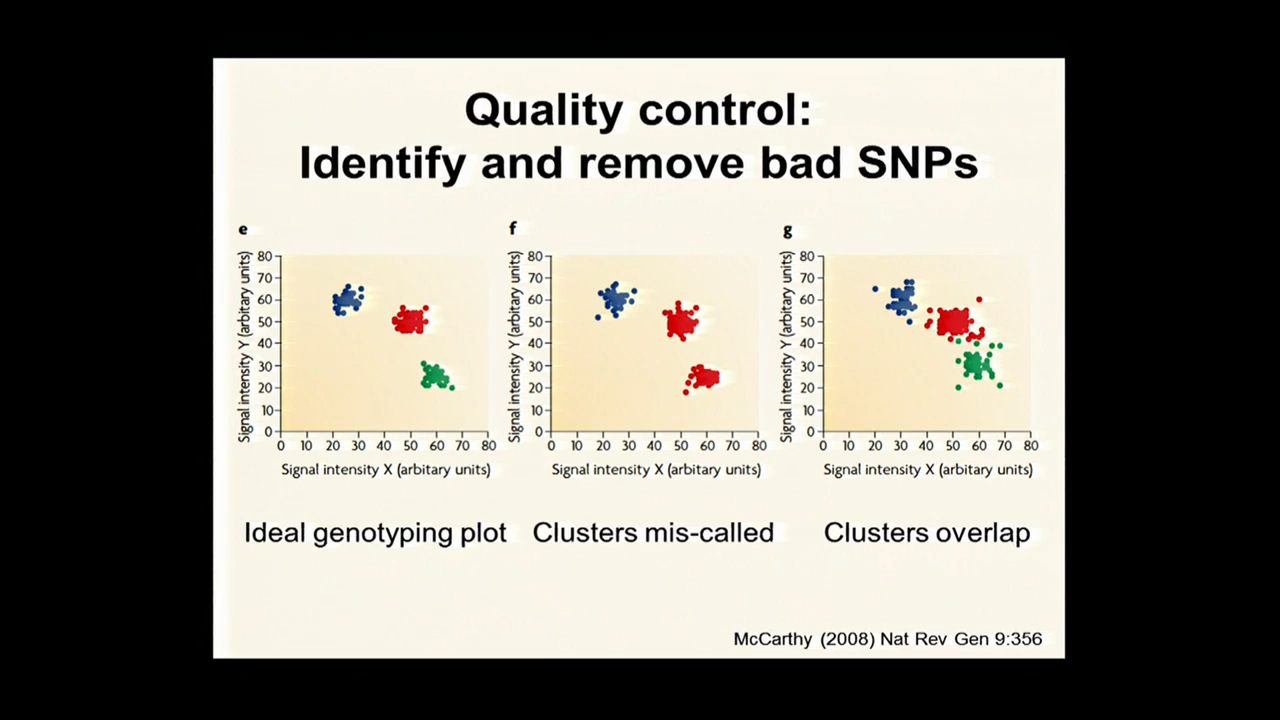 Quality control:
Identify and remove bad SNPs
e
Signal intensity Y (arbitrary units)
80
70
60
50
40
30
20
10
0
0 10 20 30 40 50 60 70 80
Signal intensity X (arbitary units)
f
Signal intensity Y (arbitrary units)
80
70
60
50
40
30
20
10
0
0 10 20 30 40 50 60 70 80
Signal intensity X (arbitary units)
g
Signal intensity Y (arbitrary units)
80
70
60
50
40
30
20
10
0
0 10 20 30 40 50 60 70 80
Signal intensity X (arbitary units)
Ideal genotyping plot
Clusters mis-called
Clusters overlap
McCarthy (2008) Nat Rev Gen 9:356